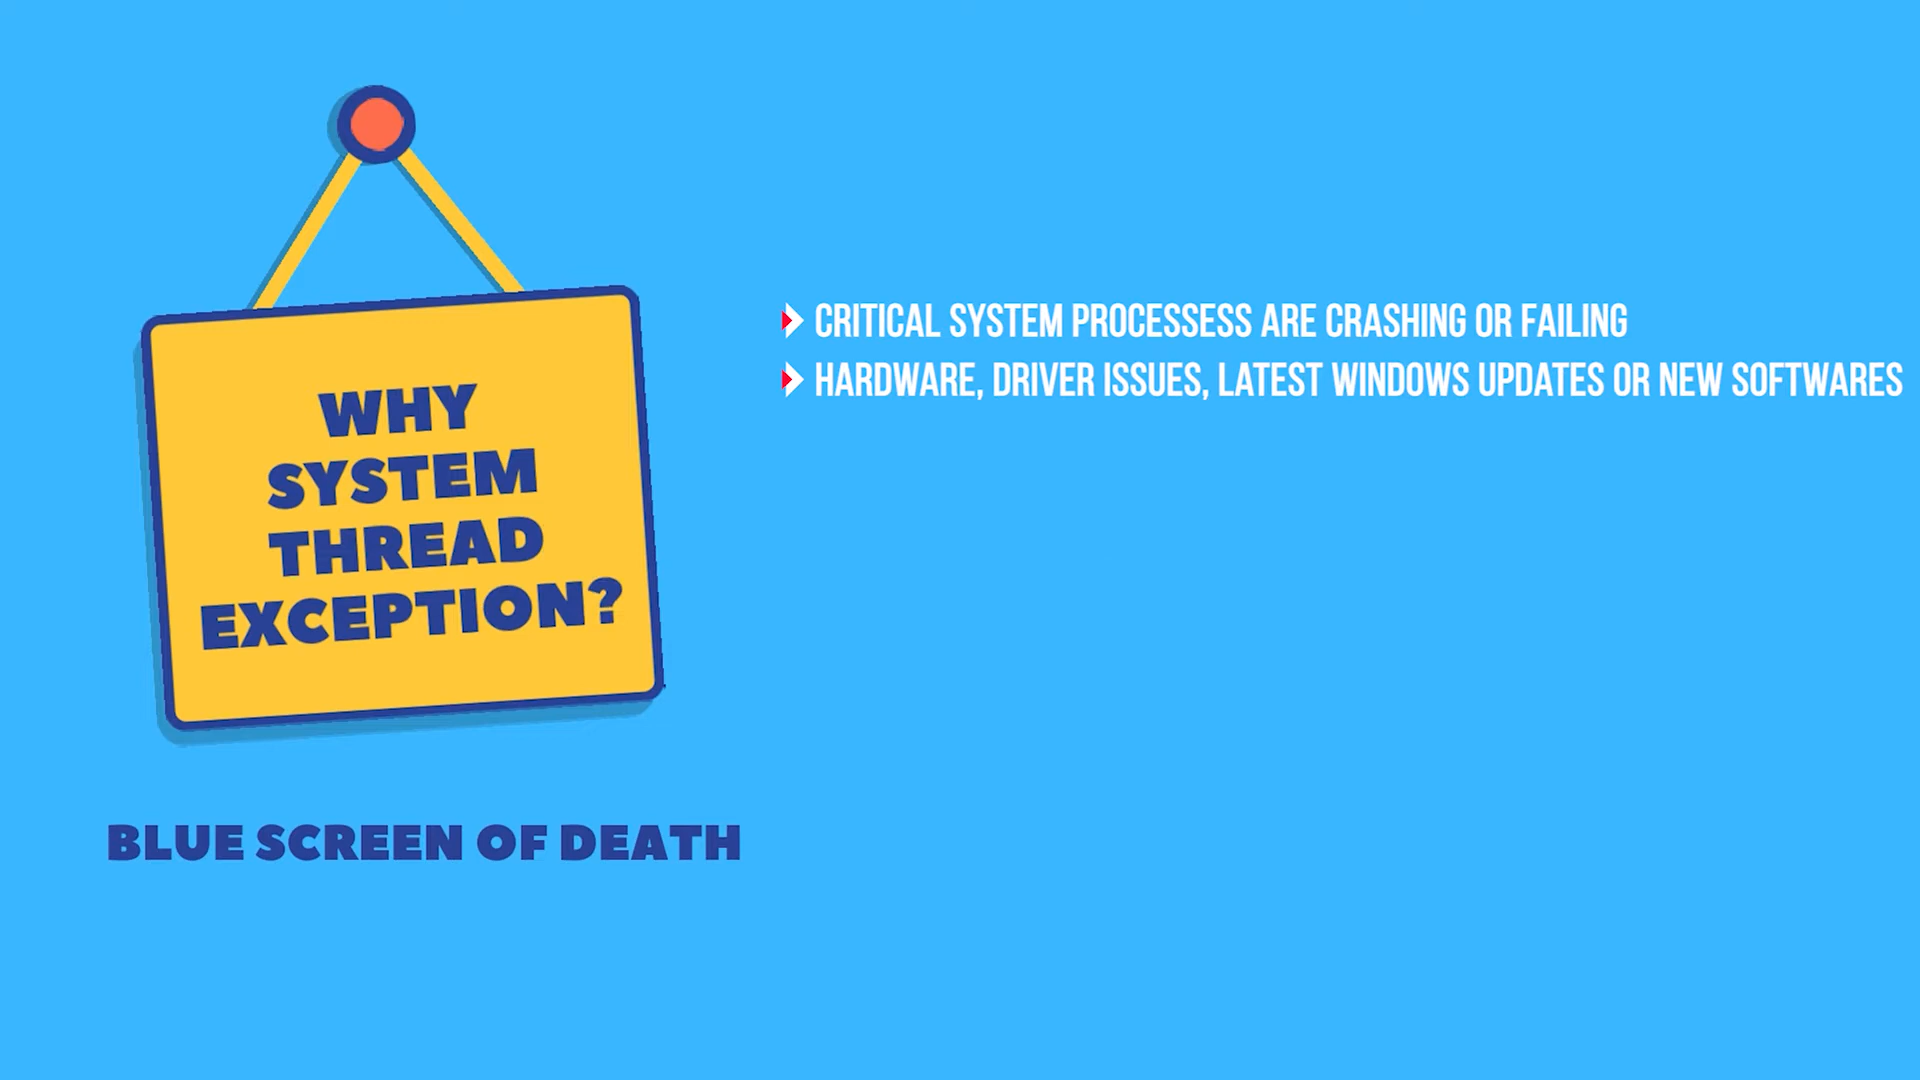 WHY
SYSTEM
THREAD
EXCEPTION?
BLUE SCREEN OF DEATH
CRITICAL SYSTEM PROCESSESS ARE CRASHING OR FAILING
HARDWARE, DRIVER ISSUES, LATEST WINDOWS UPDATES OR NEW SOFTWARES